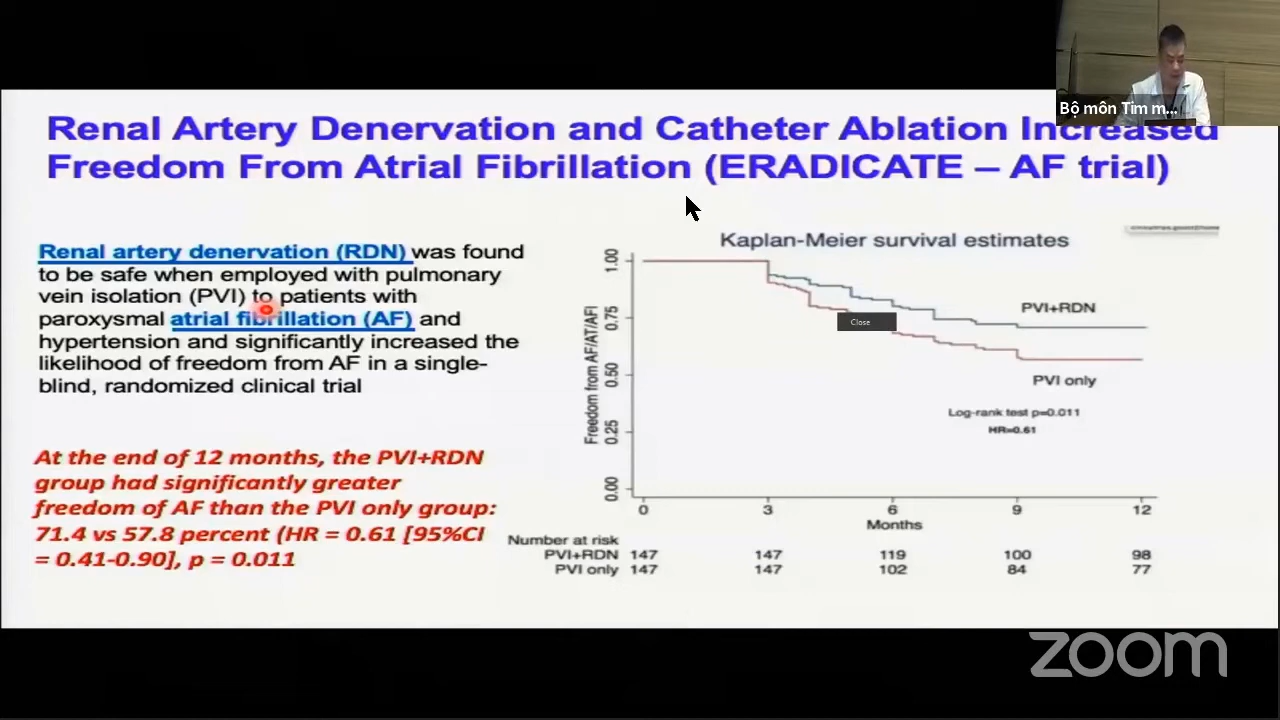 Bộ môn Tim m...
Renal Artery Denervation and Catheter Ablation Increased
Freedom From Atrial Fibrillation (ERADICATE – AF trial)
Renal artery denervation (RDN) was found
to be safe when employed with pulmonary
vein isolation (PVI) to patients with
paroxysmal atrial fibrillation (AF) and
hypertension and significantly increased the
likelihood of freedom from AF in a single-
blind, randomized clinical trial
At the end of 12 months, the PVI+RDN
group had significantly greater
freedom of AF than the PVI only group:
71.4 vs 57.8 percent (HR = 0.61 [95%CI
= 0.41-0.90], p = 0.011
Kaplan-Meier survival estimates
Freedom from AF/AT/AFl
1.00
0.75
0.50
0.25
0.00
PVI+RDN
Close
PVI only
Log-rank test p=0.011
HR=0.61
0 3 6 9 12
Months
Number at risk
PVI+RDN 147 147 119 100 98
PVI only 147 147 102 84 77
zoom